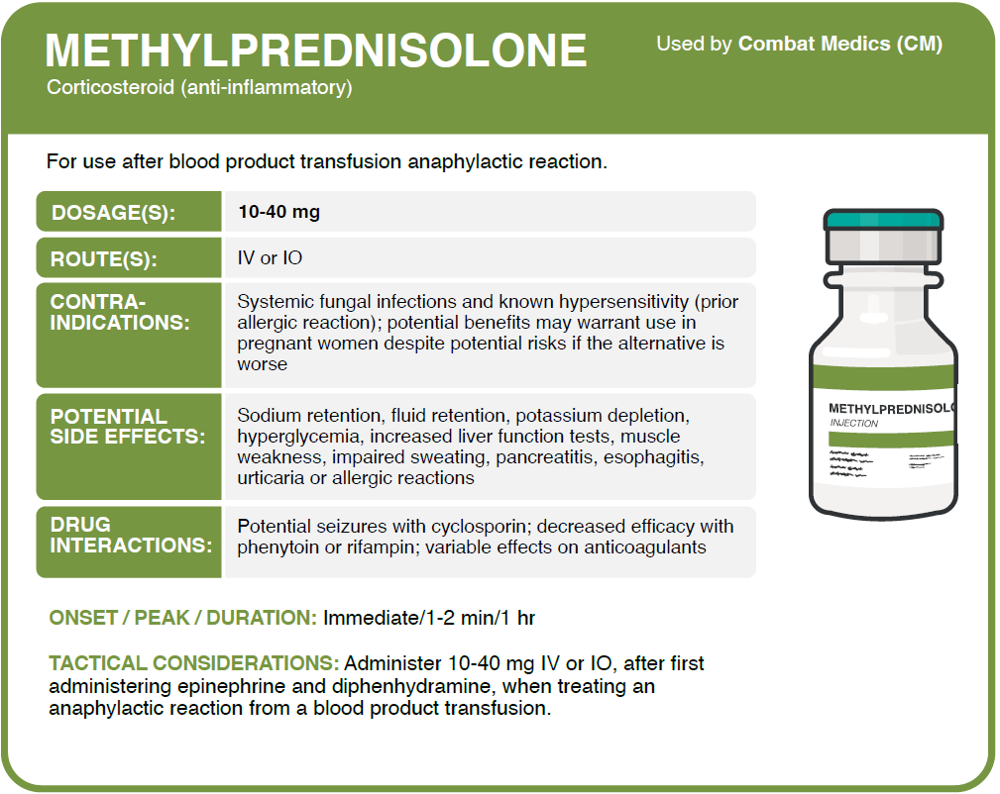 METHYLPREDNISOLONE
Used by Combat Medics (CM)
Corticosteroid (anti-inflammatory)
For use after blood product transfusion anaphylactic reaction.
DOSAGE(S):
10-40 mg
ROUTE(S):
IV or IO
CONTRA-
INDICATIONS:
Systemic fungal infections and known hypersensitivity (prior
allergic reaction); potential benefits may warrant use in
pregnant women despite potential risks if the alternative is
worse
POTENTIAL
SIDE EFFECTS:
Sodium retention, fluid retention, potassium depletion,
hyperglycemia, increased liver function tests, muscle
weakness, impaired sweating, pancreatitis, esophagitis,
urticaria or allergic reactions
DRUG
INTERACTIONS:
Potential seizures with cyclosporin; decreased efficacy with
phenytoin or rifampin; variable effects on anticoagulants
METHYLPREDNISOLO
INJECTION
ONSET / PEAK / DURATION: Immediate/1-2 min/1 hr
TACTICAL CONSIDERATIONS: Administer 10-40 mg IV or IO, after first
administering epinephrine and diphenhydramine, when treating an
anaphylactic reaction from a blood product transfusion.